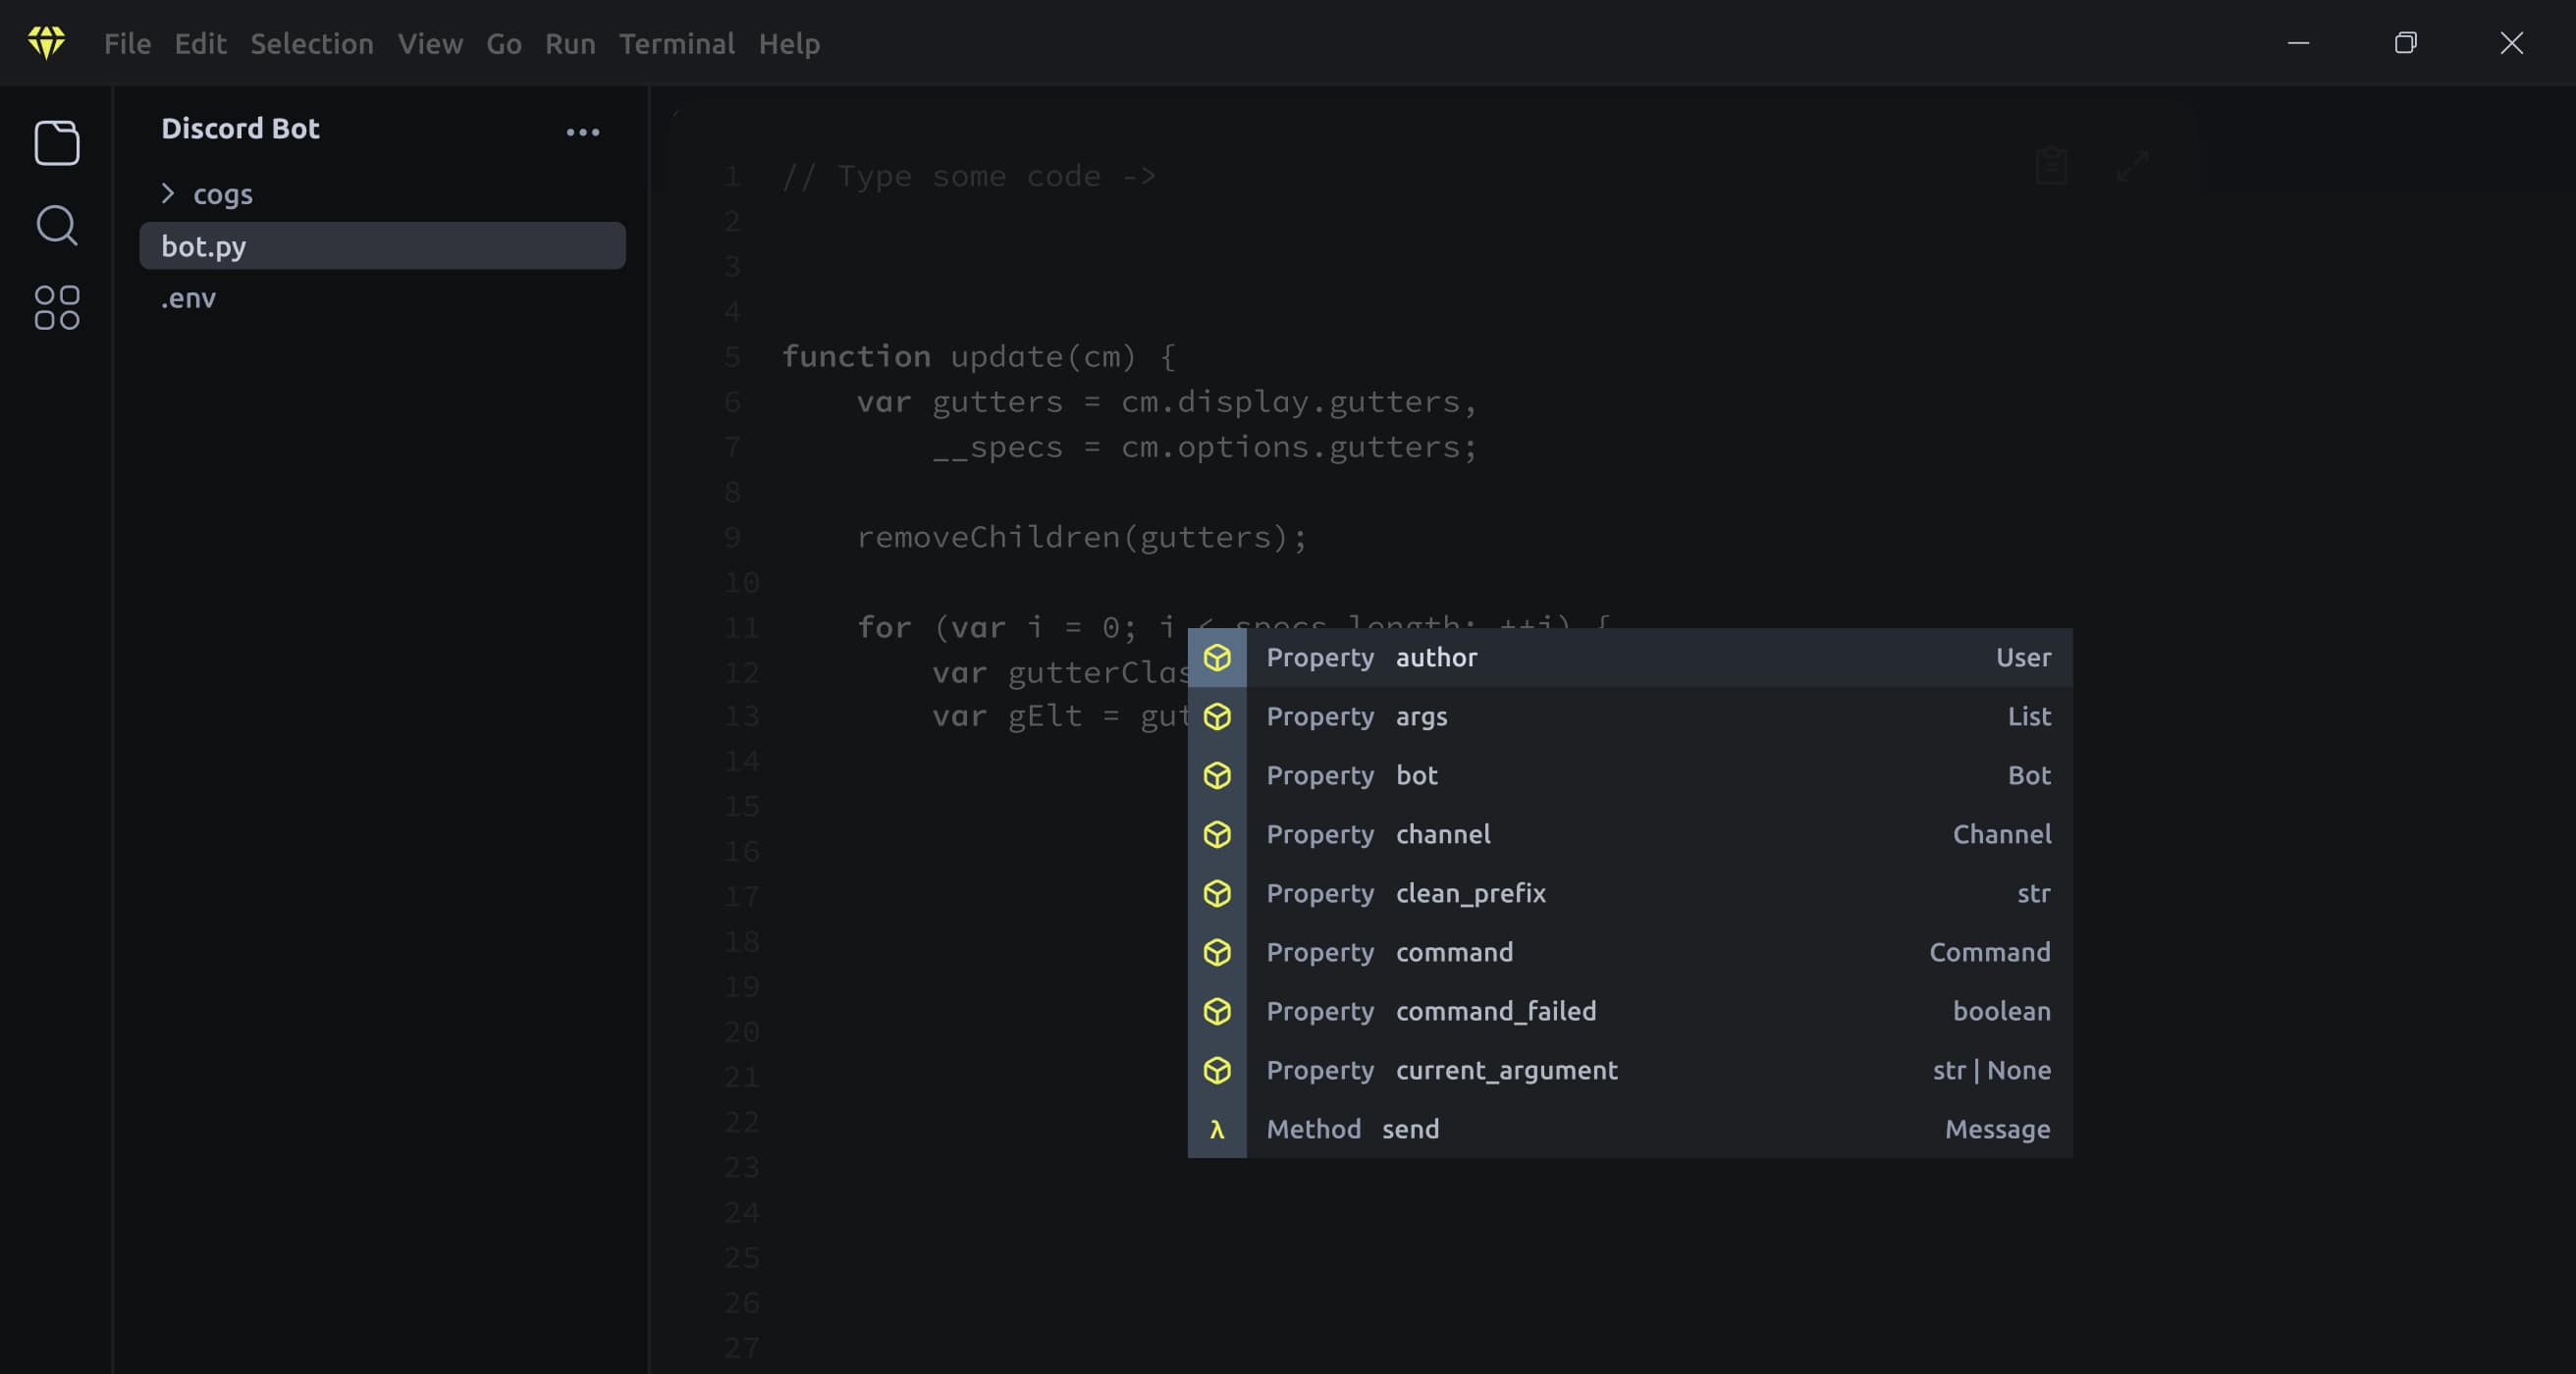 File Edit Selection View Go Run Terminal Help
Discord Bot
cogs
bot.py
.env
1 // Type some code ->
2
3
4
5 function update(cm) {
6 var gutters = cm.display.gutters,
7 __specs = cm.options.gutters;
8
9 removeChildren(gutters);
10
11 for (var i = 0; i < specs.length; ++i) {
12 var gutterClas
13 var gElt = gut
14
15
16
17
18
19
20
21
22
23
24
25
26
27
Property author User
Property args List
Property bot Bot
Property channel Channel
Property clean_prefix str
Property command Command
Property command_failed boolean
Property current_argument str | None
λ Method send Message